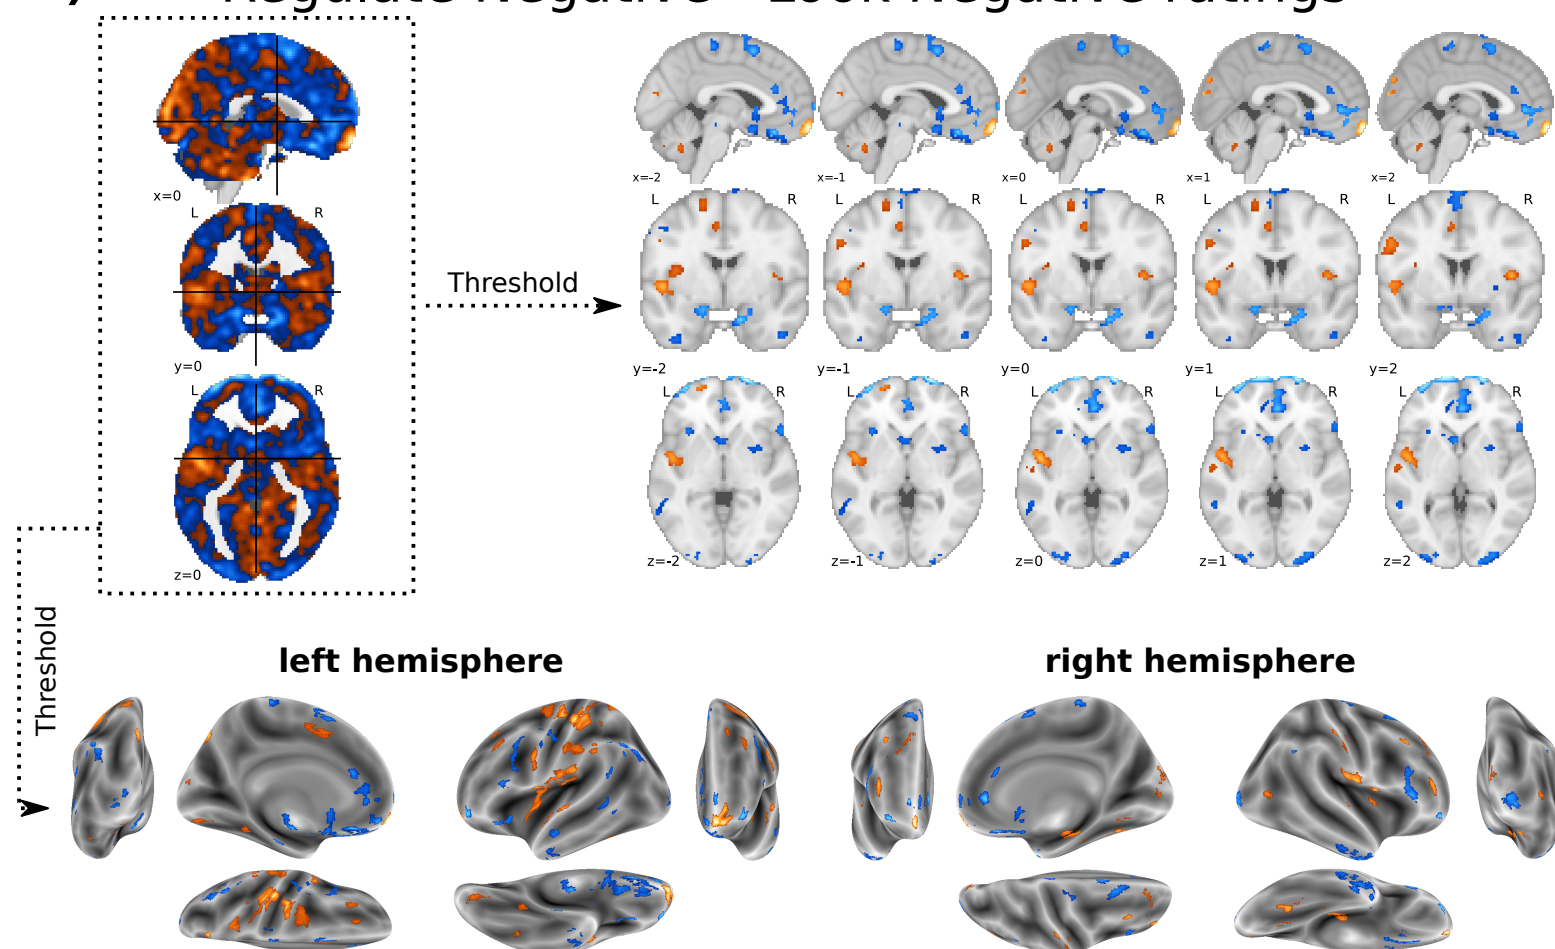 Regulate Negative - Look Negative ratings
x=0
L R
y=0
L R
z=0
Threshold
x=-2 x=-1 x=0 x=1 x=2
L R L R L R L R L R
y=-2 y=-1 y=0 y=1 y=2
L R L R L R L R L R
z=-2 z=-1 z=0 z=1 z=2
Threshold
left hemisphere right hemisphere